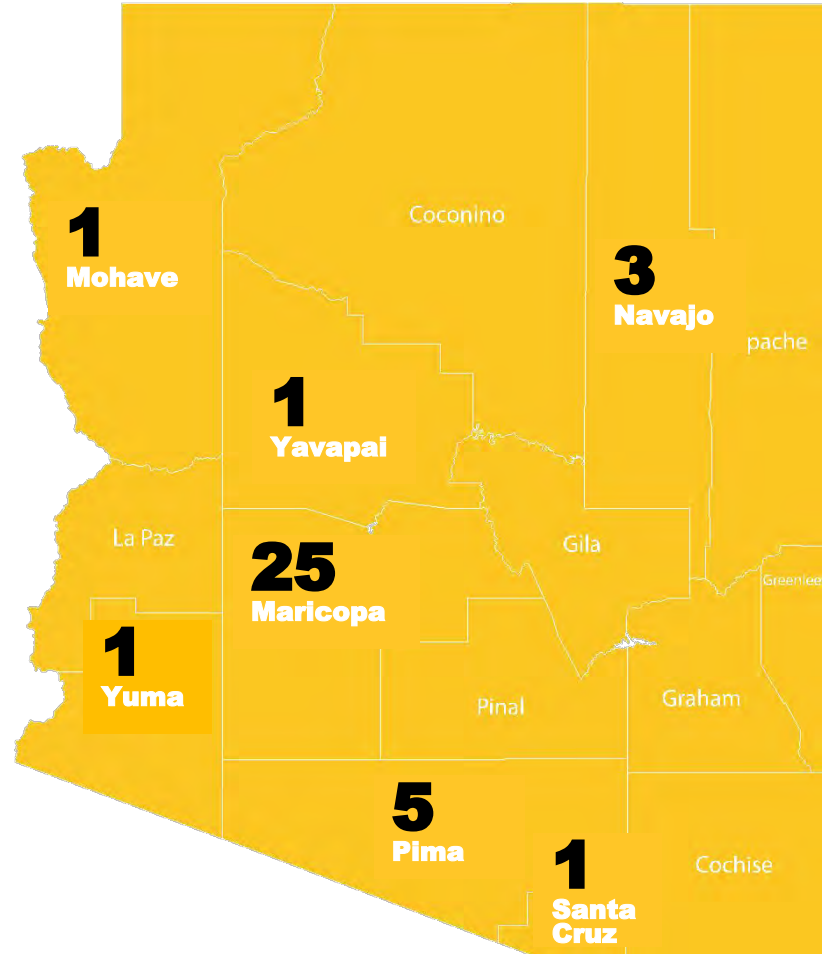 Coconino
1
Mohave
3
Navajo
pache
1
Yavapai
La Paz
25
Maricopa
Gila
Greenlee
1
Yuma
Pinal
Graham
5
Pima
1
Santa
Cruz
Cochise